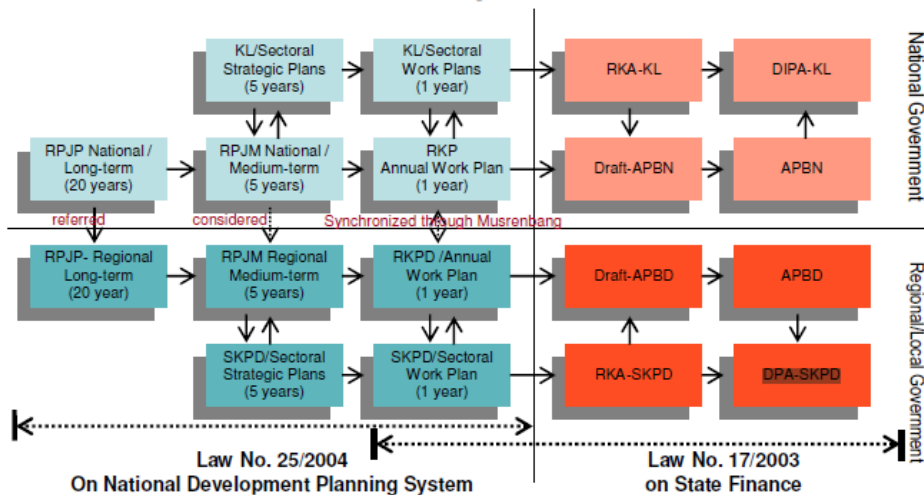 KL/Sectoral
Strategic Plans
(5 years)
KL/Sectoral
Work Plans
(1 year)
RKA-KL
DIPA-KL
National Government
RPJP National /
Long-term
(20 years)
RPJM National /
Medium-term
(5 years)
RKP
Annual Work Plan
(1 year)
Draft-APBN
APBN
referred
considered
Synchronized through Musrenbang
RPJP- Regional
Long-term
(20 year)
RPJM Regional
Medium-term
(5 years)
RKPD /Annual
Work Plan
(1 year)
Draft-APBD
APBD
Regional/Local Government
SKPD/Sectoral
Strategic Plans
(5 years)
SKPD/Sectoral
Work Plan
(1 year)
RKA-SKPD
DPA-SKPD
Law No. 25/2004
On National Development Planning System
Law No. 17/2003
on State Finance